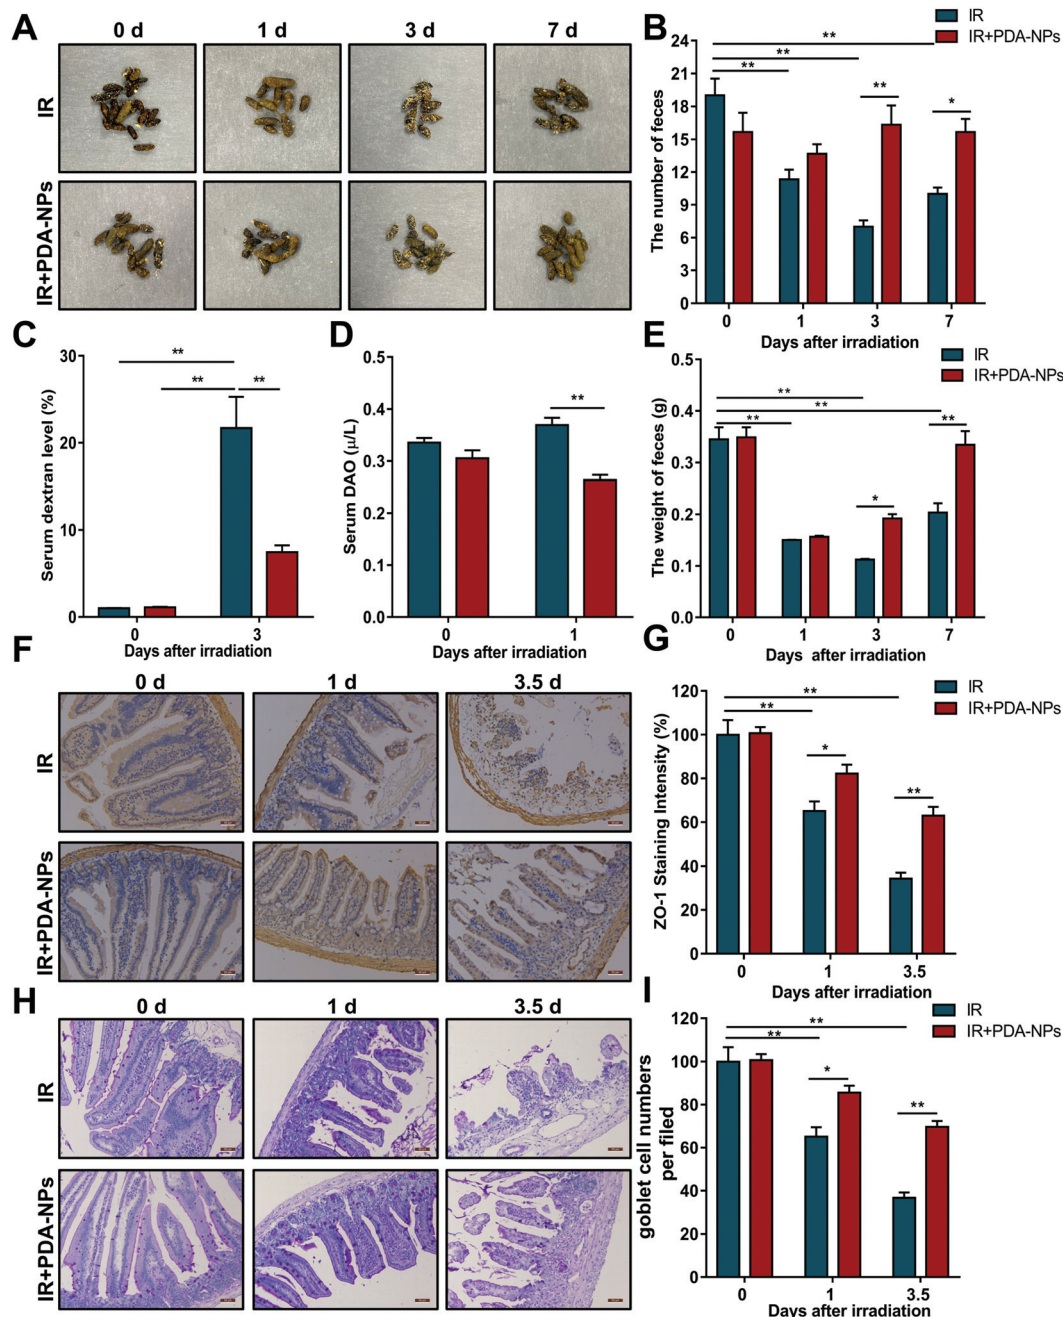 A
0 d
1 d
3 d
7 d
IR
IR+PDA-NPs
B
IR
IR+PDA-NPs
The number of feces
24
21
18
15
12
9
6
3
0
**
**
**
**
*
0
1
3
7
Days after irradiation
C
Serum dextran level (%)
30
20
10
0
**
**
**
0
3
Days after irradiation
D
Serum DAO (μ/L)
0.5
0.4
0.3
0.2
0.1
0.0
**
0
1
Days after irradiation
E
IR
IR+PDA-NPs
The weight of feces (g)
0.5
0.4
0.3
0.2
0.1
0.0
**
**
**
*
**
0
1
3
7
Days after irradiation
F
0 d
1 d
3.5 d
IR
IR+PDA-NPs
G
IR
IR+PDA-NPs
ZO-1 Staining Intensity (%)
120
100
80
60
40
20
0
**
**
*
**
0
1
3.5
Days after irradiation
H
0 d
1 d
3.5 d
IR
IR+PDA-NPs
I
IR
IR+PDA-NPs
goblet cell numbers
per filed
120
100
80
60
40
20
0
**
**
*
**
0
1
3.5
Days after irradiation